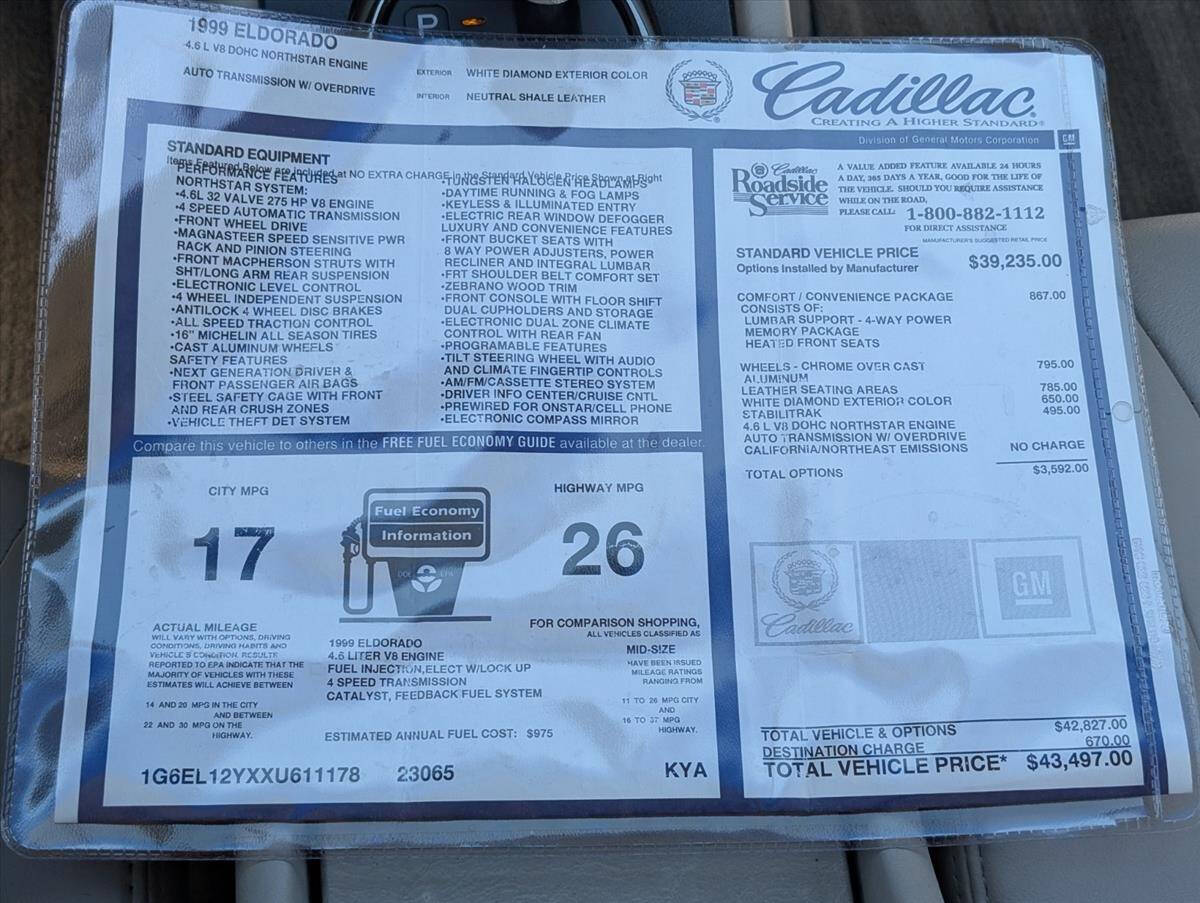 P
1999 ELDORADO
4.6 L V8 DOHC NORTHSTAR ENGINE
AUTO TRANSMISSION W/ OVERDRIVE
EXTERIOR WHITE DIAMOND EXTERIOR COLOR
INTERIOR NEUTRAL SHALE LEATHER
Cadillac
CREATING A HIGHER STANDARD
Division of General Motors Corporation
GM
STANDARD EQUIPMENT
Items Featured Below are Included at NO EXTRA CHARGE in the Standard Vehicle Price Shown at Right
PERFORMANCE FEATURES
NORTHSTAR SYSTEM:
•4.6L 32 VALVE 275 HP V8 ENGINE
•4 SPEED AUTOMATIC TRANSMISSION
•FRONT WHEEL DRIVE
•MAGNASTEER SPEED SENSITIVE PWR
RACK AND PINION STEERING
•FRONT MACPHERSON STRUTS WITH
SHT/LONG ARM REAR SUSPENSION
•ELECTRONIC LEVEL CONTROL
•4 WHEEL INDEPENDENT SUSPENSION
•ANTILOCK 4 WHEEL DISC BRAKES
•ALL SPEED TRACTION CONTROL
•16" MICHELIN ALL SEASON TIRES
•CAST ALUMINUM WHEELS
SAFETY FEATURES
•NEXT GENERATION DRIVER &
FRONT PASSENGER AIR BAGS
•STEEL SAFETY CAGE WITH FRONT
AND REAR CRUSH ZONES
•VEHICLE THEFT DET SYSTEM
•TUNGSTEN HALOGEN HEADLAMPS
•DAYTIME RUNNING & FOG LAMPS
•KEYLESS & ILLUMINATED ENTRY
•ELECTRIC REAR WINDOW DEFOGGER
LUXURY AND CONVENIENCE FEATURES
•FRONT BUCKET SEATS WITH
8 WAY POWER ADJUSTERS, POWER
RECLINER AND INTEGRAL LUMBAR
•FRT SHOULDER BELT COMFORT SET
•ZEBRANO WOOD TRIM
•FRONT CONSOLE WITH FLOOR SHIFT
DUAL CUPHOLDERS AND STORAGE
•ELECTRONIC DUAL ZONE CLIMATE
CONTROL WITH REAR FAN
•PROGRAMABLE FEATURES
•TILT STEERING WHEEL WITH AUDIO
AND CLIMATE FINGERTIP CONTROLS
•AM/FM/CASSETTE STEREO SYSTEM
•DRIVER INFO CENTER/CRUISE CNTL
•PREWIRED FOR ONSTAR/CELL PHONE
•ELECTRONIC COMPASS MIRROR
Compare this vehicle to others in the FREE FUEL ECONOMY GUIDE available at the dealer.
CITY MPG
17
Fuel Economy
Information
DOE EPA
HIGHWAY MPG
26
ACTUAL MILEAGE
WILL VARY WITH OPTIONS, DRIVING
CONDITIONS, DRIVING HABITS AND
VEHICLE'S CONDITION. RESULTS
REPORTED TO EPA INDICATE THAT THE
MAJORITY OF VEHICLES WITH THESE
ESTIMATES WILL ACHIEVE BETWEEN
14 AND 20 MPG IN THE CITY
AND BETWEEN
22 AND 30 MPG ON THE
HIGHWAY.
1999 ELDORADO
4.6 LITER V8 ENGINE
FUEL INJECTION,ELECT W/LOCK UP
4 SPEED TRANSMISSION
CATALYST, FEEDBACK FUEL SYSTEM
ESTIMATED ANNUAL FUEL COST: $975
FOR COMPARISON SHOPPING,
ALL VEHICLES CLASSIFIED AS
MID-SIZE
HAVE BEEN ISSUED
MILEAGE RATINGS
RANGING FROM
11 TO 26 MPG CITY
AND
16 TO 37 MPG
HIGHWAY.
1G6EL12YXXU611178 23065 KYA
Cadillac
Roadside
Service
A VALUE ADDED FEATURE AVAILABLE 24 HOURS
A DAY, 365 DAYS A YEAR, GOOD FOR THE LIFE OF
THE VEHICLE. SHOULD YOU REQUIRE ASSISTANCE
WHILE ON THE ROAD,
PLEASE CALL: 1-800-882-1112
FOR DIRECT ASSISTANCE
MANUFACTURER'S SUGGESTED RETAIL PRICE
STANDARD VEHICLE PRICE $39,235.00
Options Installed by Manufacturer
COMFORT / CONVENIENCE PACKAGE 867.00
CONSISTS OF:
LUMBAR SUPPORT - 4-WAY POWER
MEMORY PACKAGE
HEATED FRONT SEATS
WHEELS - CHROME OVER CAST 795.00
ALUMINUM
LEATHER SEATING AREAS 785.00
WHITE DIAMOND EXTERIOR COLOR 650.00
STABILITRAK 495.00
4.6 L V8 DOHC NORTHSTAR ENGINE
AUTO TRANSMISSION W/ OVERDRIVE
CALIFORNIA/NORTHEAST EMISSIONS NO CHARGE
TOTAL OPTIONS $3,592.00
Cadillac
GM
TOTAL VEHICLE & OPTIONS $42,827.00
DESTINATION CHARGE 670.00
TOTAL VEHICLE PRICE* $43,497.00